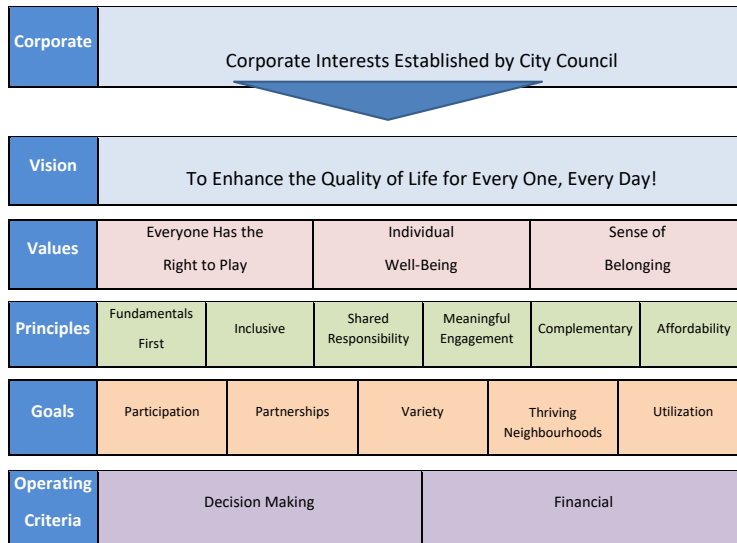 Corporate
Corporate Interests Established by City Council
Vision
To Enhance the Quality of Life for Every One, Every Day!
Values
Everyone Has the
Right to Play
Individual
Well-Being
Sense of
Belonging
Principles
Fundamentals
First
Inclusive
Shared
Responsibility
Meaningful
Engagement
Complementary
Affordability
Goals
Participation
Partnerships
Variety
Thriving
Neighbourhoods
Utilization
Operating
Criteria
Decision Making
Financial